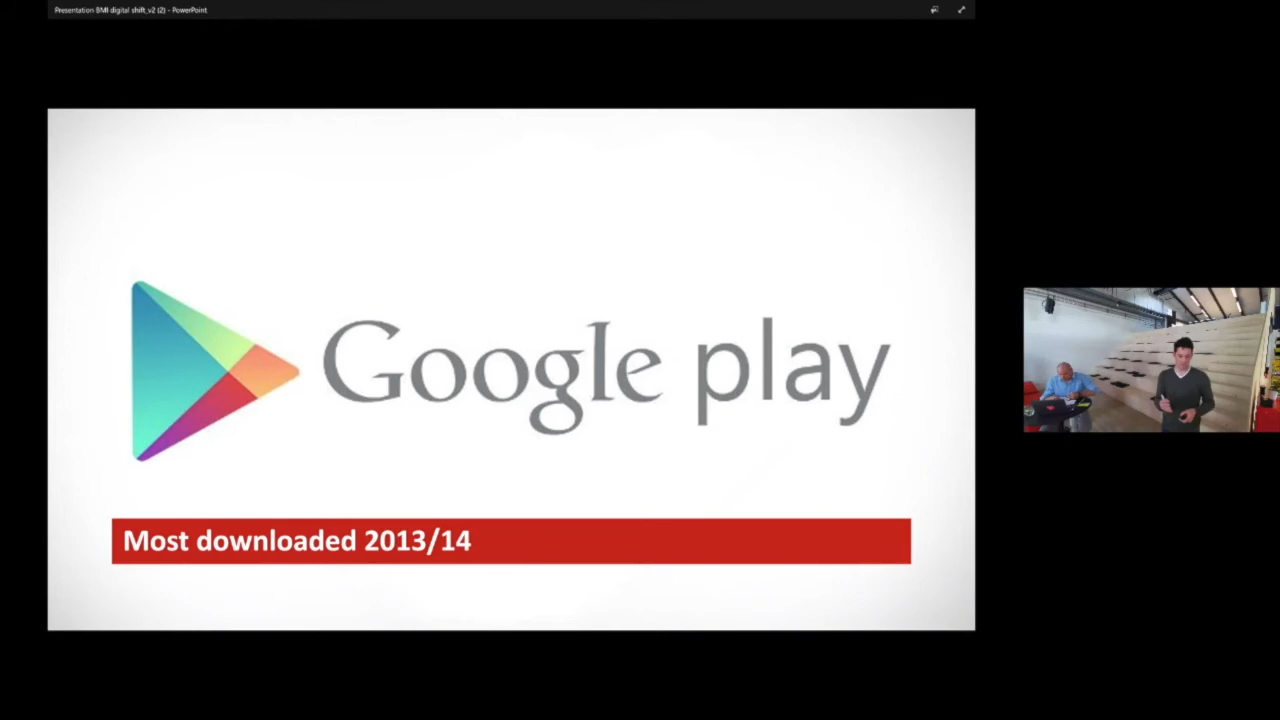 Presentation BMI digital shift_v2 (2) - PowerPoint
Google play
Most downloaded 2013/14